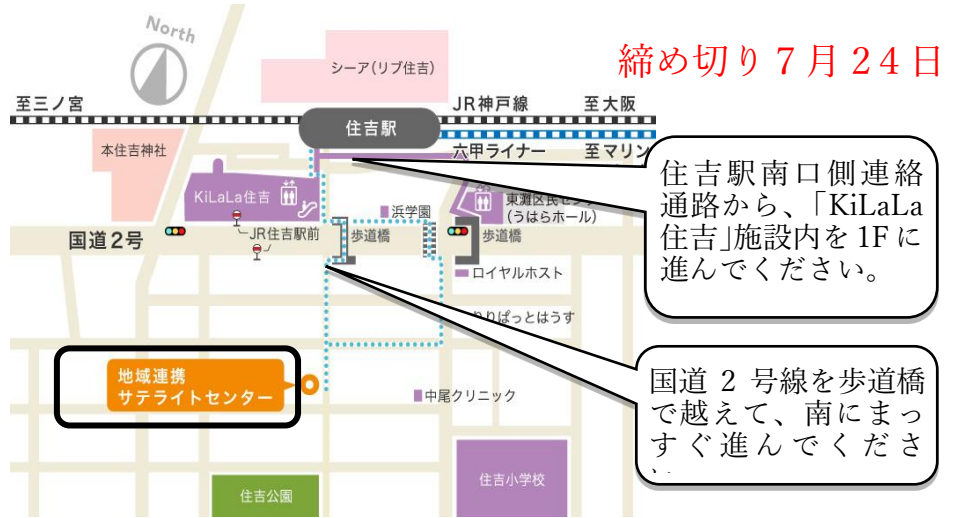 North
締め切り７月24日
シーア(リブ住吉)
至三ノ宮
JR神戸線
至大阪
住吉駅
六甲ライナー
至マリン
本住吉神社
KiLaLa住吉
東灘区民セン
(うはらホール)
浜学園
JR住吉駅前
国道2号
歩道橋
歩道橋
ロイヤルホスト
りぱっとはうす
地域連携
サテライトセンター
中尾クリニック
住吉小学校
住吉公園
住吉駅南口側連絡
通路から、「KiLaLa
住吉」施設内を1Fに
進んでください。
国道 2 号線を歩道橋
で越えて、南にまっ
すぐ進んでくださ